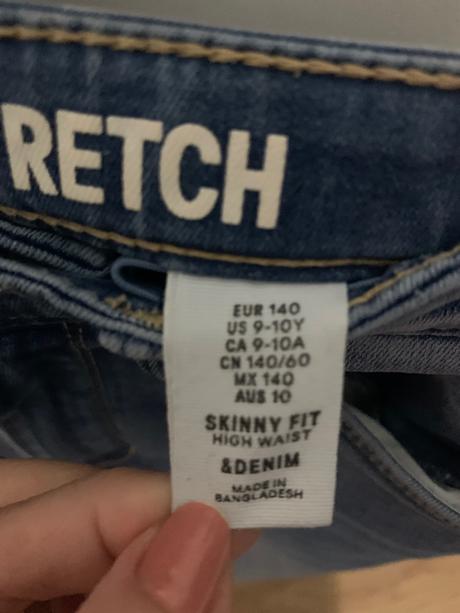 RETCH
EUR 140
US 9-10Y
CA 9-10A
CN 140/60
MX 140
AUS 10
SKINNY FIT
HIGH WAIST
&DENIM
MADE IN
BANGLADESH